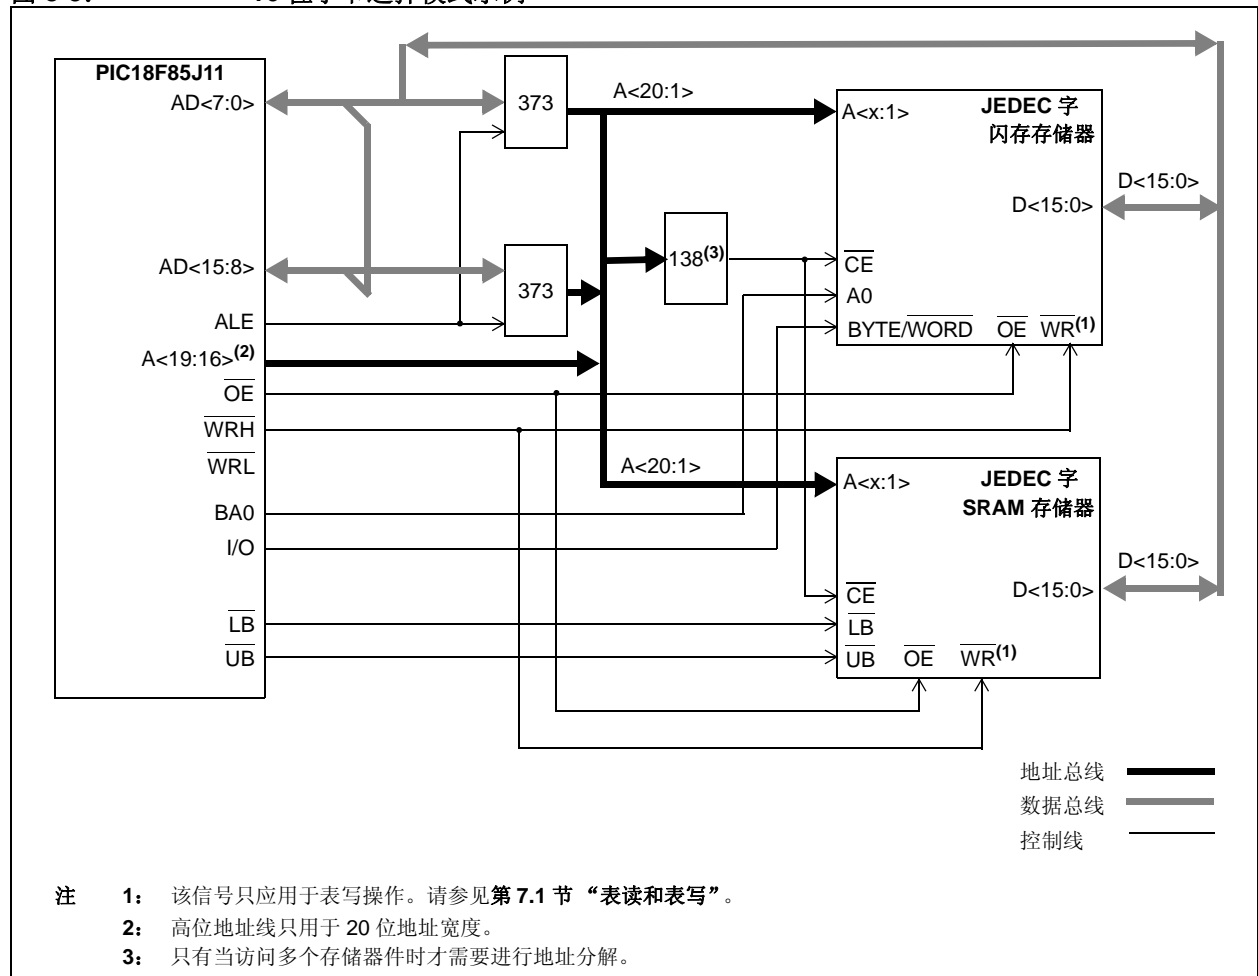 PIC18F85J11
AD<7:0>
373
A<20:1>
A<x:1>
JEDEC 字
闪存存储器
D<15:0>
D<15:0>
138(3)
AD<15:8>
373
CE
A0
ALE
BYTE/WORD OE WR(1)
A<19:16>(2)
OE
WRH
WRL
A<20:1>
A<x:1>
JEDEC 字
SRAM 存储器
BA0
I/O
D<15:0>
D<15:0>
CE
LB
LB
UB
UB OE WR(1)
地址总线
数据总线
控制线
注 1: 该信号只应用于表写操作。请参见第 7.1 节 “表读和表写”。
2: 高位地址线只用于 20 位地址宽度。
3: 只有当访问多个存储器件时才需要进行地址分解。